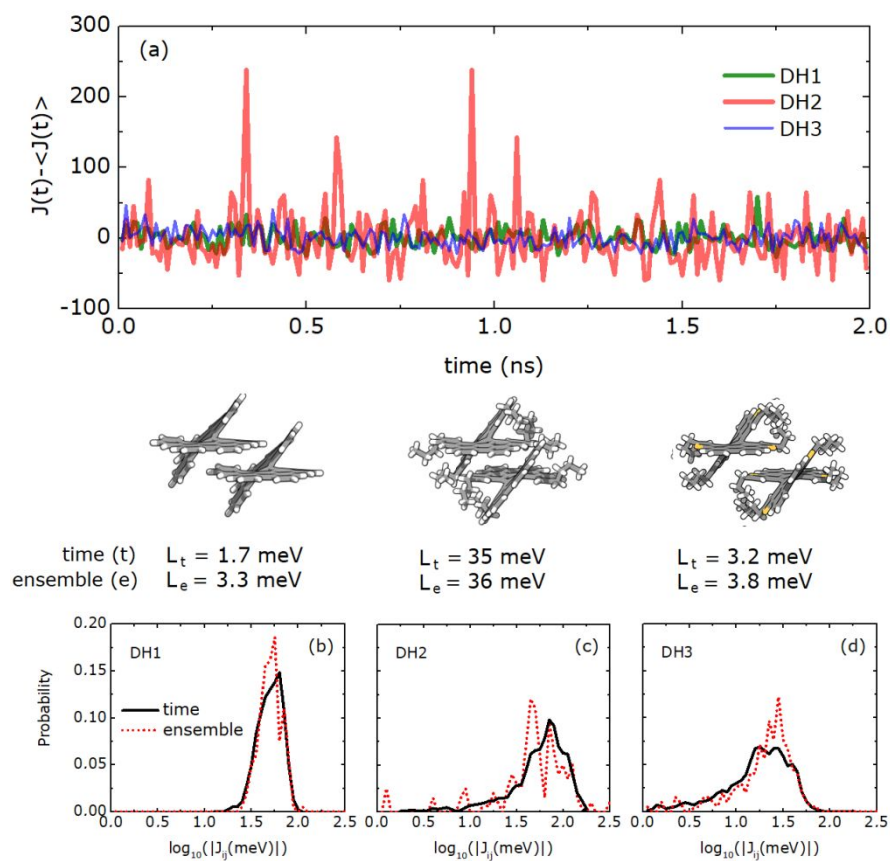 300
200
100
0
-100
J(t)-<J(t)>
(a)
DH1
DH2
DH3
0.0 0.5 1.0 1.5 2.0
time (ns)
time (t) L_t = 1.7 meV L_t = 35 meV L_t = 3.2 meV
ensemble (e) L_e = 3.3 meV L_e = 36 meV L_e = 3.8 meV
0.20
0.15
0.10
0.05
0.00
Probability
DH1 (b)
time
ensemble
0.0 0.5 1.0 1.5 2.0 2.5
log₁₀(|J_ij(meV)|)
DH2 (c)
0.0 0.5 1.0 1.5 2.0 2.5
log₁₀(|J_ij(meV)|)
DH3 (d)
0.0 0.5 1.0 1.5 2.0 2.5
log₁₀(|J_ij(meV)|)